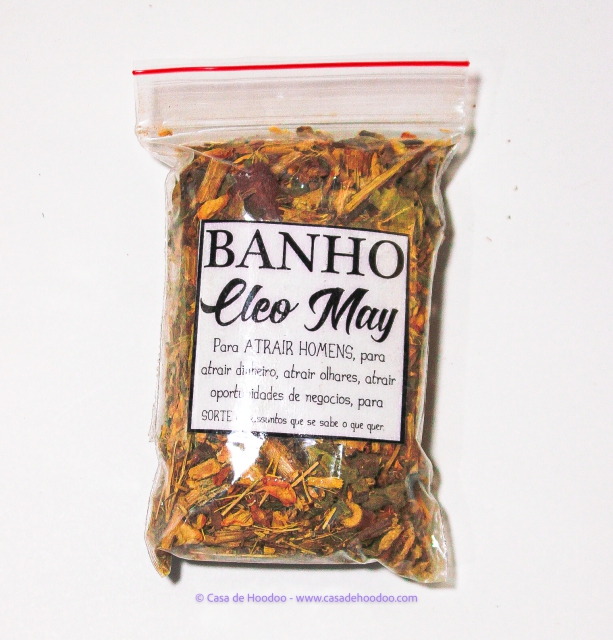 BANHO
Cleo May
Para ATRAIR HOMENS, para
atrair dinheiro, atrair olhares, atrair
oportunidades de negocios, para
SORTE assuntos que se sabe o que quer.
© Casa de Hoodoo - www.casadehoodoo.com